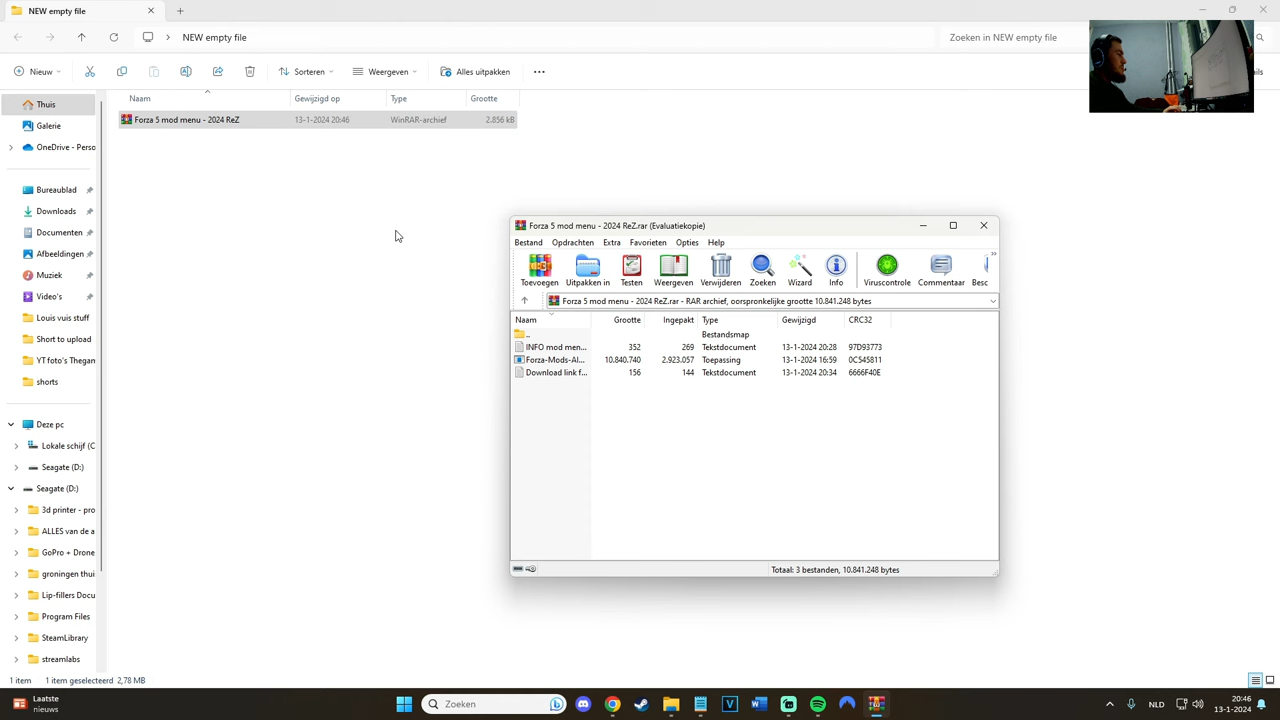 NEW empty file
NEW empty file
Zoeken in NEW empty file
Nieuw
Sorteren
Weergeven
Alles uitpakken
Thuis
Galerie
OneDrive - Perso
Bureaublad
Downloads
Documenten
Afbeeldingen
Muziek
Video's
Louis vuis stuff
Short to upload
YT foto's Thegan
shorts
Deze pc
Lokale schijf (C
Seagate (D:)
Seagate (D:)
3d printer - pro
ALLES van de a
GoPro + Drone
groningen thui
Lip-fillers Docu
Program Files
SteamLibrary
streamlabs
Naam Gewijzigd op Type Grootte
Forza 5 mod menu - 2024 ReZ 13-1-2024 20:46 WinRAR-archief 2.856 kB
Forza 5 mod menu - 2024 ReZ.rar (Evaluatiekopie)
Bestand Opdrachten Extra Favorieten Opties Help
Toevoegen Uitpakken in Testen Weergeven Verwijderen Zoeken Wizard Info Viruscontrole Commentaar Besc
Forza 5 mod menu - 2024 ReZ.rar - RAR archief, oorspronkelijke grootte 10.841.248 bytes
Naam Grootte Ingepakt Type Gewijzigd CRC32
.. Bestandsmap
INFO mod men... 352 269 Tekstdocument 13-1-2024 20:28 97D93773
Forza-Mods-AI... 10.840.740 2.923.057 Toepassing 13-1-2024 16:59 0C545811
Download link f... 156 144 Tekstdocument 13-1-2024 20:34 6666F40E
Totaal: 3 bestanden, 10.841.248 bytes
1 item 1 item geselecteerd 2,78 MB
Laatste
nieuws
Zoeken
NLD
20:46
13-1-2024